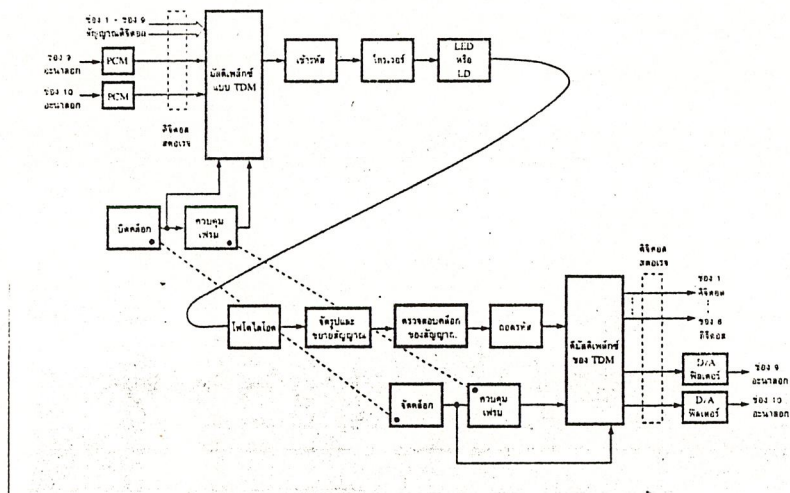 ช่อง 1 - ช่อง 8
สัญญาณดิจิตอล
ช่อง 9
อะนาลอก
PCM
ช่อง 10
อะนาลอก
PCM
ดิจิตอล
สตอเรจ
มัลติเพล็กซ์
แบบ TDM
เข้ารหัส
ไดรเวอร์
LED
หรือ
LD
บิตคล็อก
ควบคุม
เฟรม
โฟโตไดโอด
จัดรูปและ
ขยายสัญญาณ
ตรวจสอบคล็อก
ของสัญญาณ
ถอดรหัส
ดีมัลติเพล็กซ์
ของ TDM
จัดคล็อก
ควบคุม
เฟรม
ดิจิตอล
สตอเรจ
ช่อง 1
ดิจิตอล
ช่อง 8
ดิจิตอล
D/A
ฟิลเตอร์
ช่อง 9
อะนาลอก
D/A
ฟิลเตอร์
ช่อง 10
อะนาลอก